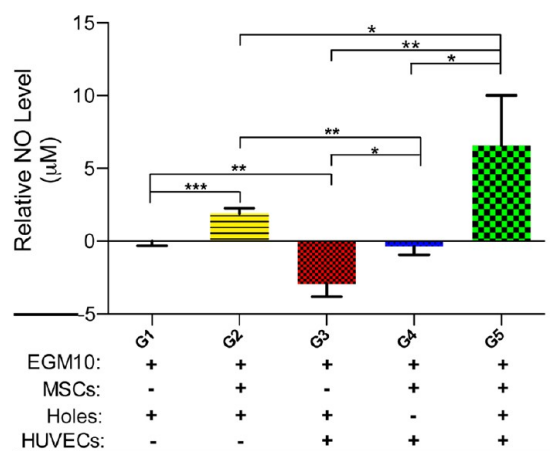 15
*
**
*
10
**
*
5
**
***
0
-5
Relative NO Level
(µM)
G1 G2 G3 G4 G5
EGM10: + + + + +
MSCs: - + - + +
Holes: + + + - +
HUVECs: - - + + +